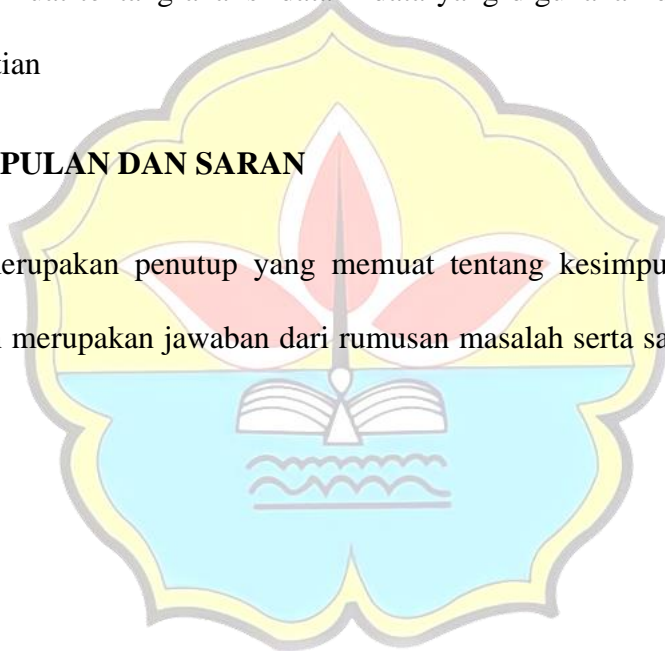 tian
PULAN DAN SARAN
erupakan penutup yang memuat tentang kesimpu
merupakan jawaban dari rumusan masalah serta sa